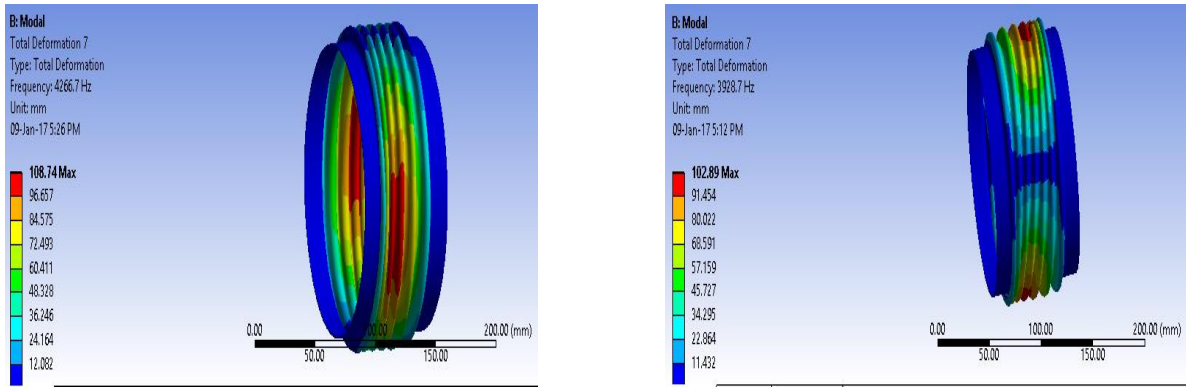 B: Modal
Total Deformation 7
Type: Total Deformation
Frequency: 4266.7 Hz
Unit: mm
09-Jan-17 5:26 PM
108.74 Max
96.657
84.575
72.493
60.411
48.328
36.246
24.164
12.082
0.00
100.00
200.00 (mm)
50.00
150.00
B: Modal
Total Deformation 7
Type: Total Deformation
Frequency: 3928.7 Hz
Unit: mm
09-Jan-17 5:12 PM
102.89 Max
91.454
80.022
68.591
57.159
45.727
34.295
22.864
11.432
0.00
100.00
200.00 (mm)
50.00
150.00